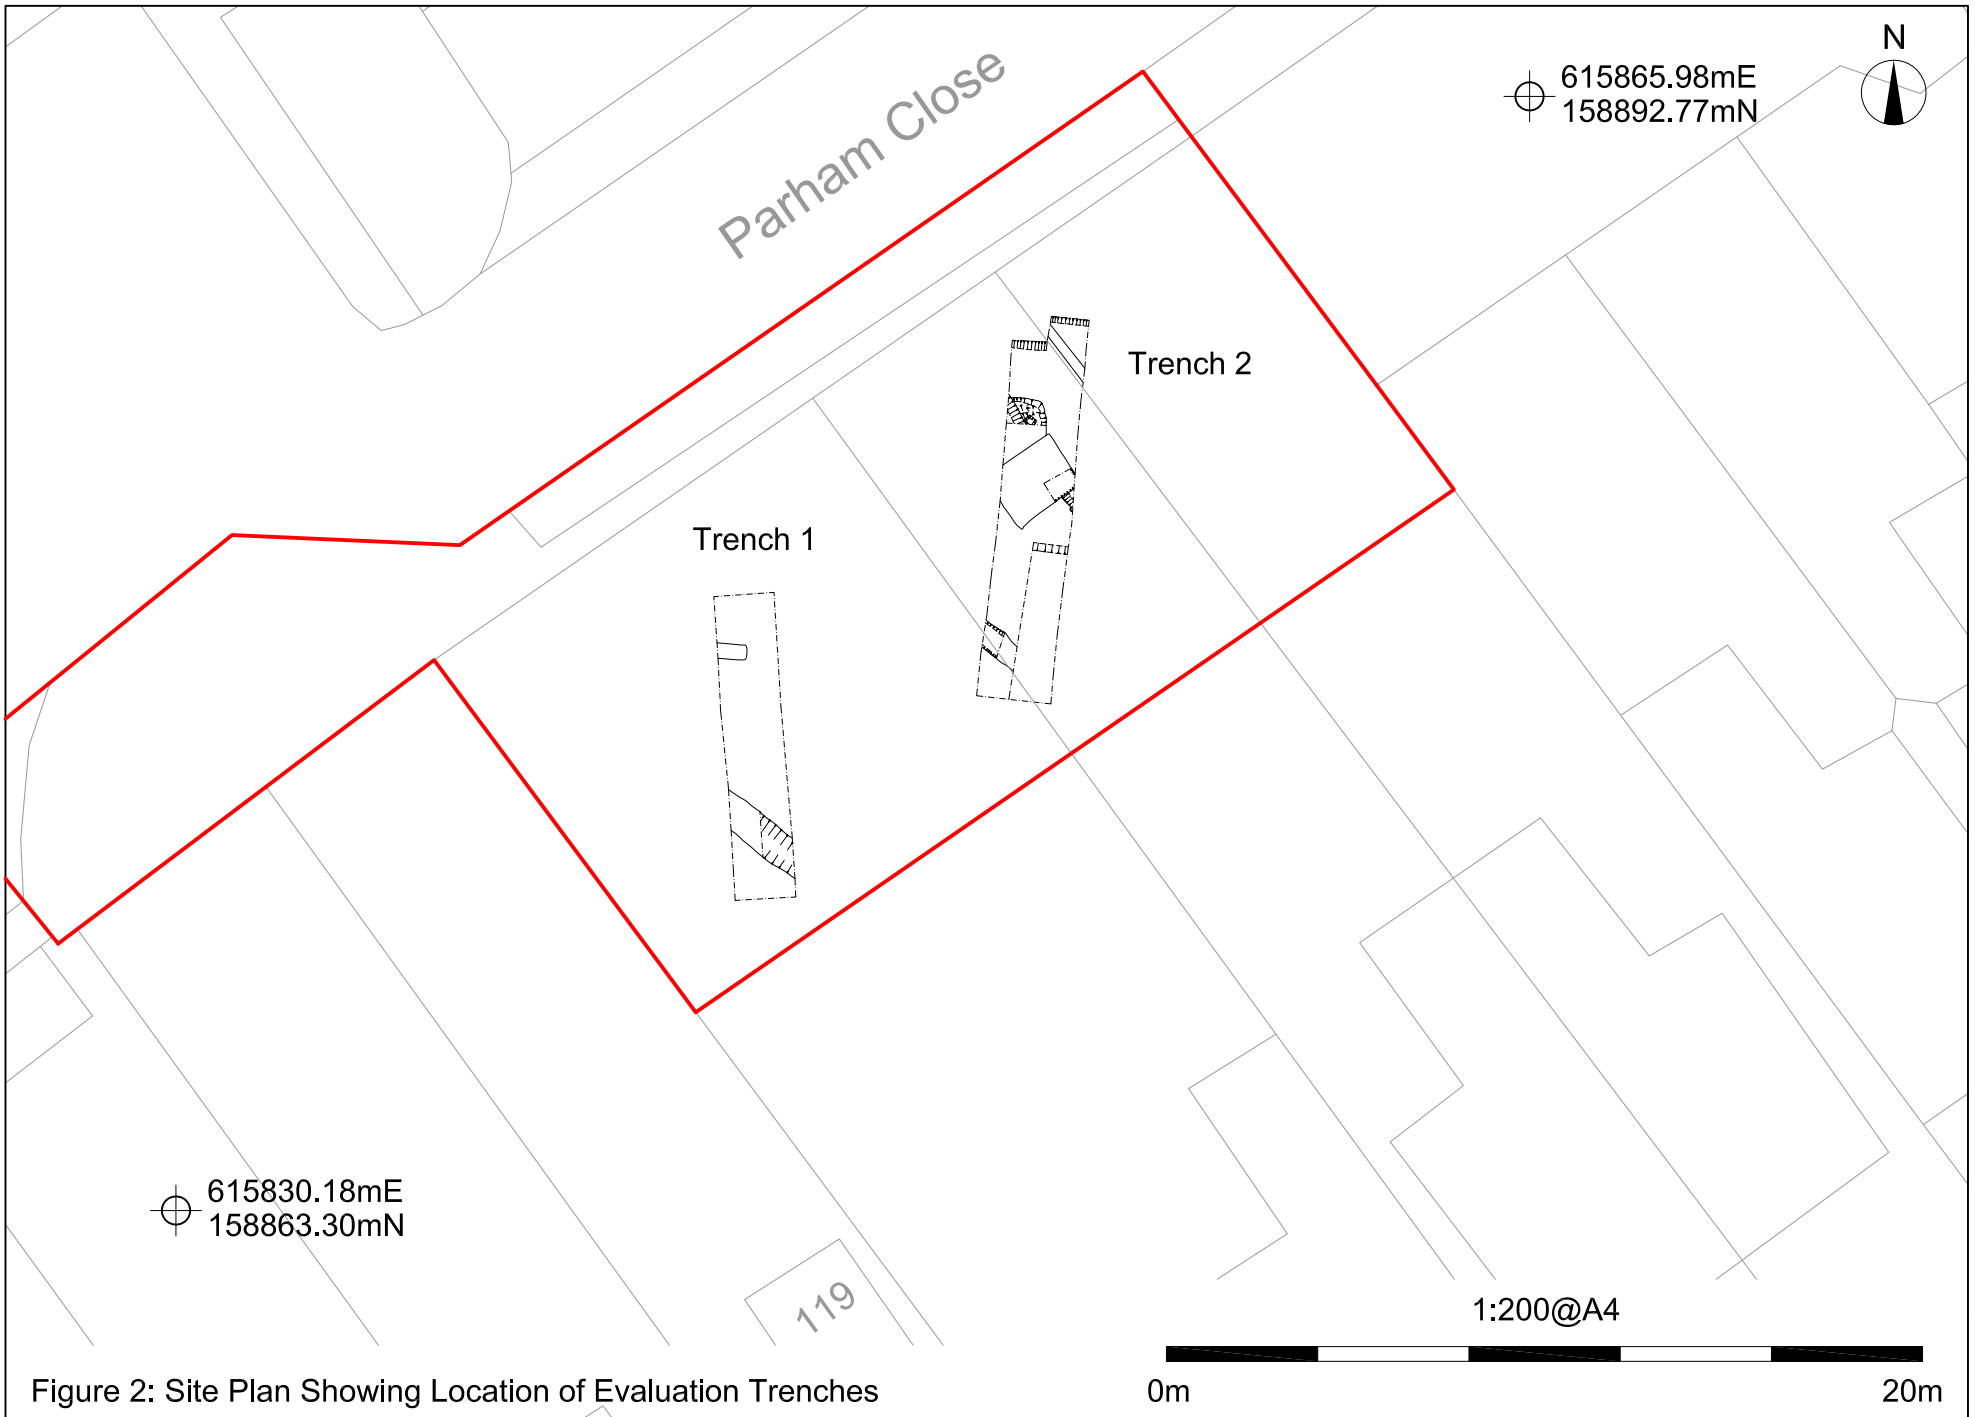 N
615865.98mE
158892.77mN
Parham Close
Trench 2
Trench 1
615830.18mE
158863.30mN
119
1:200@A4
0m
20m
Figure 2: Site Plan Showing Location of Evaluation Trenches